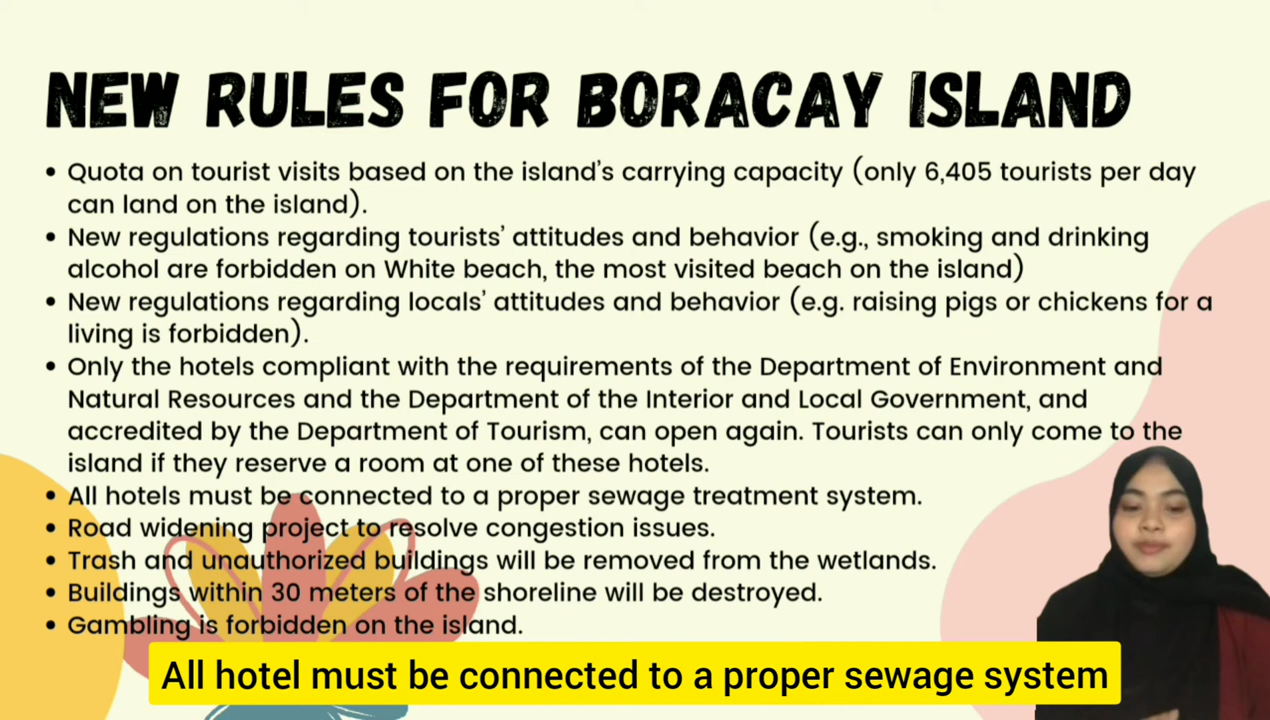 NEW RULES FOR BORACAY ISLAND
• Quota on tourist visits based on the island's carrying capacity (only 6,405 tourists per day
can land on the island).
• New regulations regarding tourists' attitudes and behavior (e.g., smoking and drinking
alcohol are forbidden on White beach, the most visited beach on the island)
• New regulations regarding locals' attitudes and behavior (e.g. raising pigs or chickens for a
living is forbidden).
• Only the hotels compliant with the requirements of the Department of Environment and
Natural Resources and the Department of the Interior and Local Government, and
accredited by the Department of Tourism, can open again. Tourists can only come to the
island if they reserve a room at one of these hotels.
• All hotels must be connected to a proper sewage treatment system.
• Road widening project to resolve congestion issues.
• Trash and unauthorized buildings will be removed from the wetlands.
• Buildings within 30 meters of the shoreline will be destroyed.
• Gambling is forbidden on the island.
All hotel must be connected to a proper sewage system